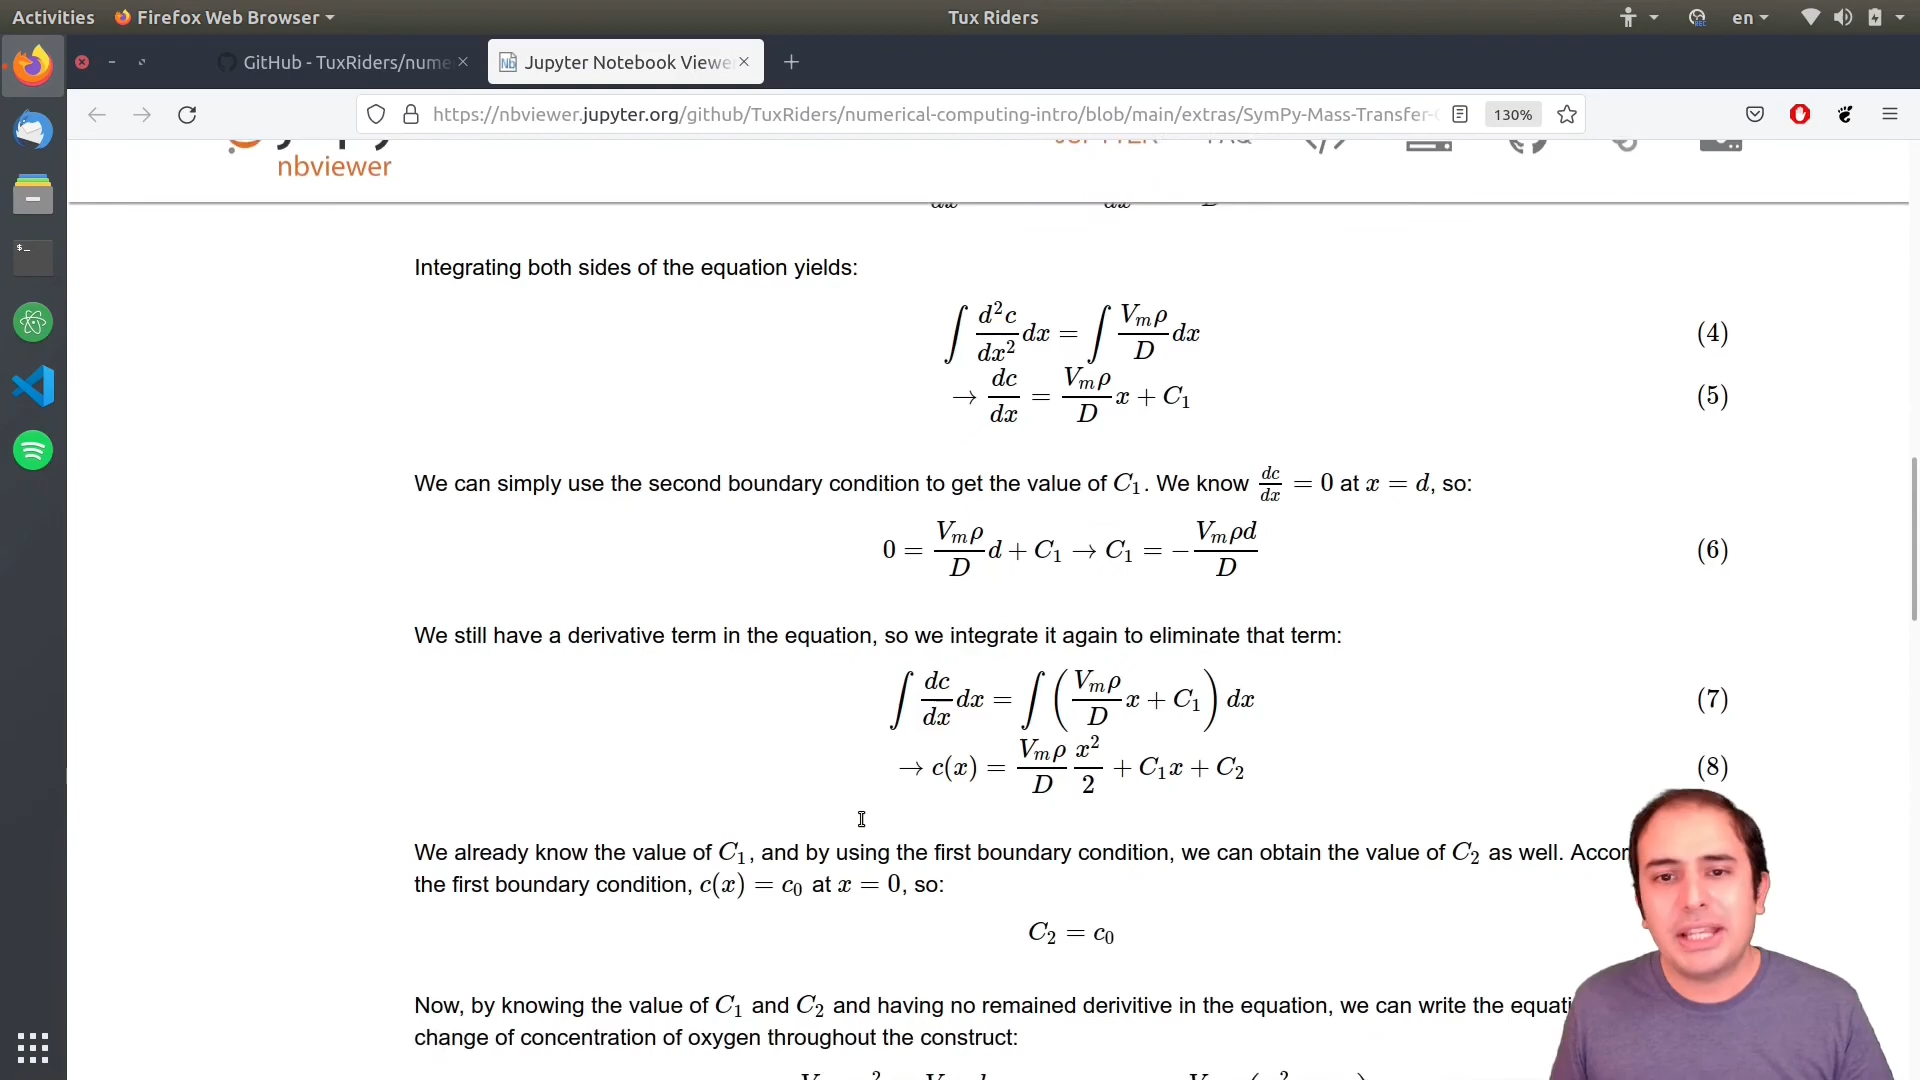 Activities Firefox Web Browser Tux Riders en
GitHub - TuxRiders/nume Jupyter Notebook Viewe
https://nbviewer.jupyter.org/github/TuxRiders/numerical-computing-intro/blob/main/extras/SymPy-Mass-Transfer- 130%
nbviewer JUPYTER FAQ
Integrating both sides of the equation yields:
∫ d²c/dx² dx = ∫ Vₘρ/D dx (4)
→ dc/dx = Vₘρ/D x + C₁ (5)
We can simply use the second boundary condition to get the value of C₁. We know dc/dx = 0 at x = d, so:
0 = Vₘρ/D d + C₁ → C₁ = −Vₘρd/D (6)
We still have a derivative term in the equation, so we integrate it again to eliminate that term:
∫ dc/dx dx = ∫ (Vₘρ/D x + C₁) dx (7)
→ c(x) = Vₘρ/D x²/2 + C₁x + C₂ (8)
We already know the value of C₁, and by using the first boundary condition, we can obtain the value of C₂ as well. Accor
the first boundary condition, c(x) = c₀ at x = 0, so:
C₂ = c₀
Now, by knowing the value of C₁ and C₂ and having no remained derivitive in the equation, we can write the equati
change of concentration of oxygen throughout the construct: